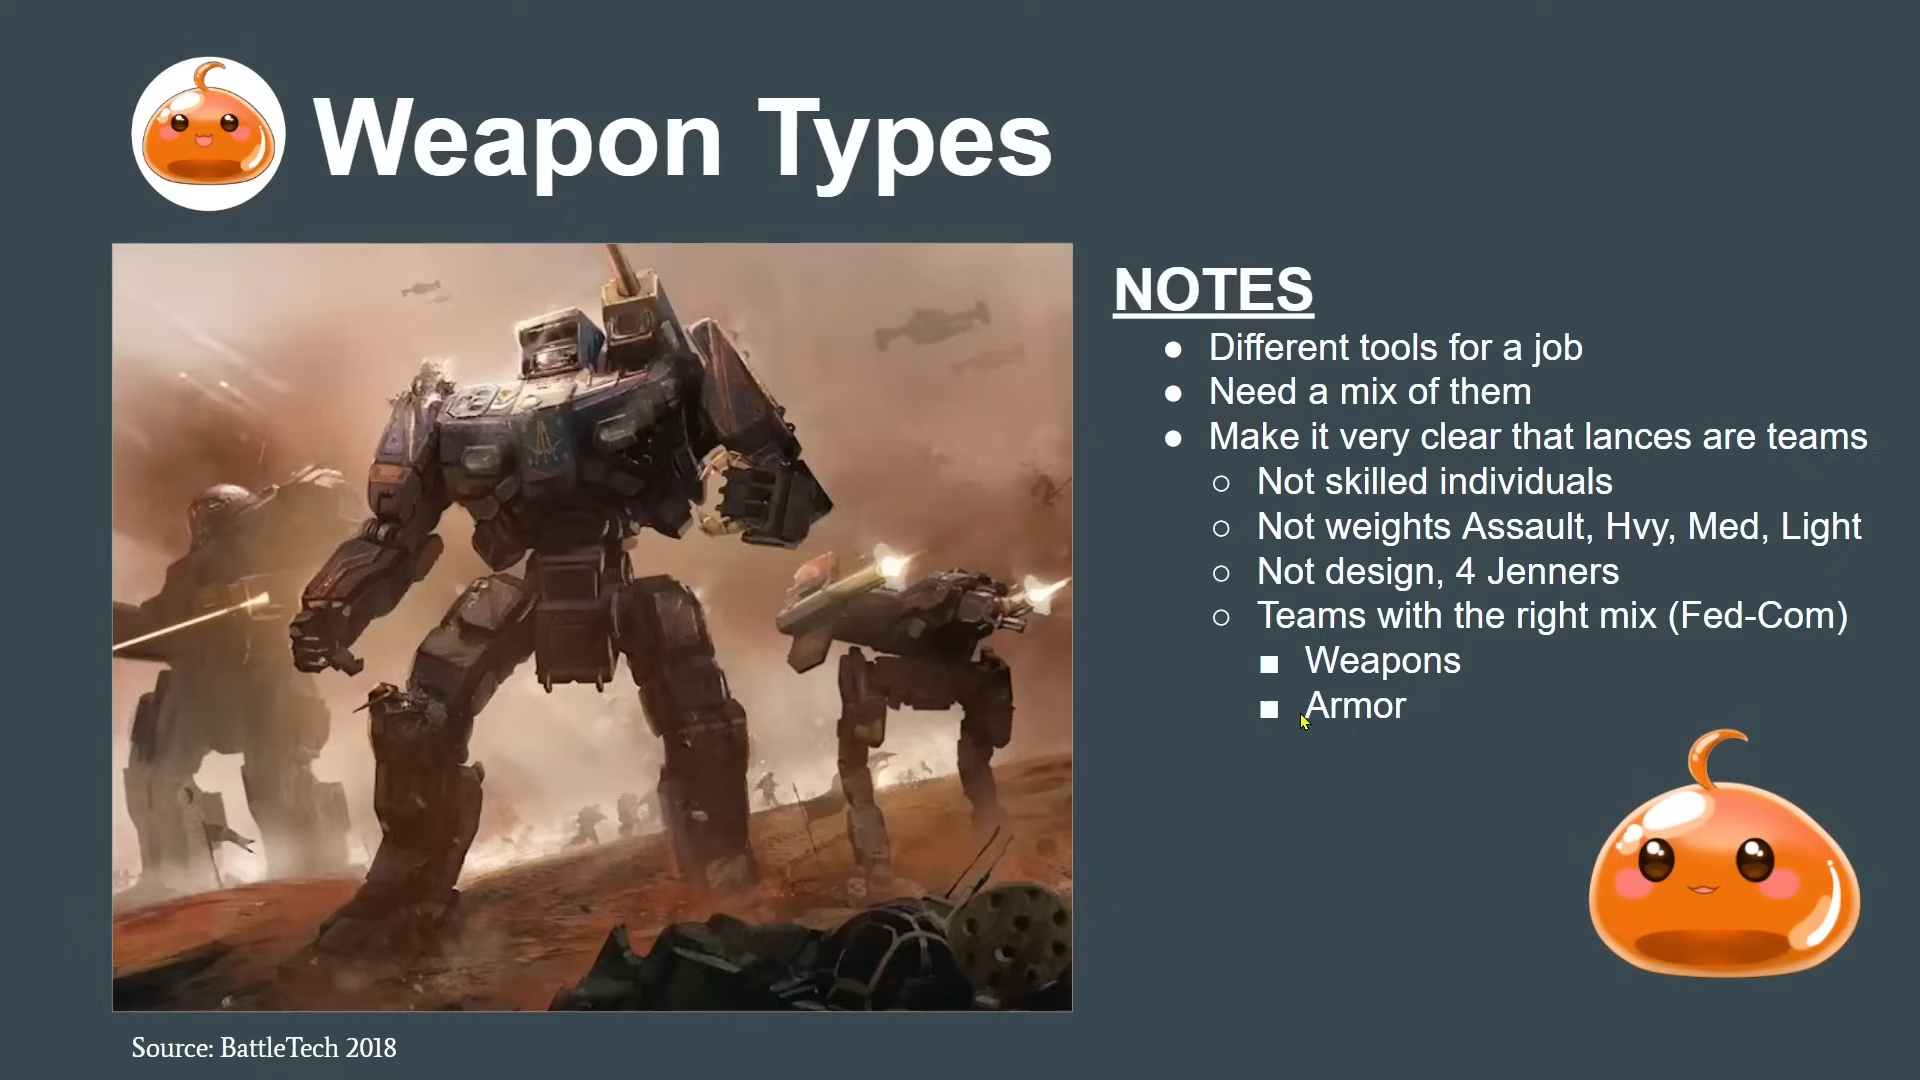 Weapon Types
NOTES
● Different tools for a job
● Need a mix of them
● Make it very clear that lances are teams
○ Not skilled individuals
○ Not weights Assault, Hvy, Med, Light
○ Not design, 4 Jenners
○ Teams with the right mix (Fed-Com)
■ Weapons
■ Armor
Source: BattleTech 2018